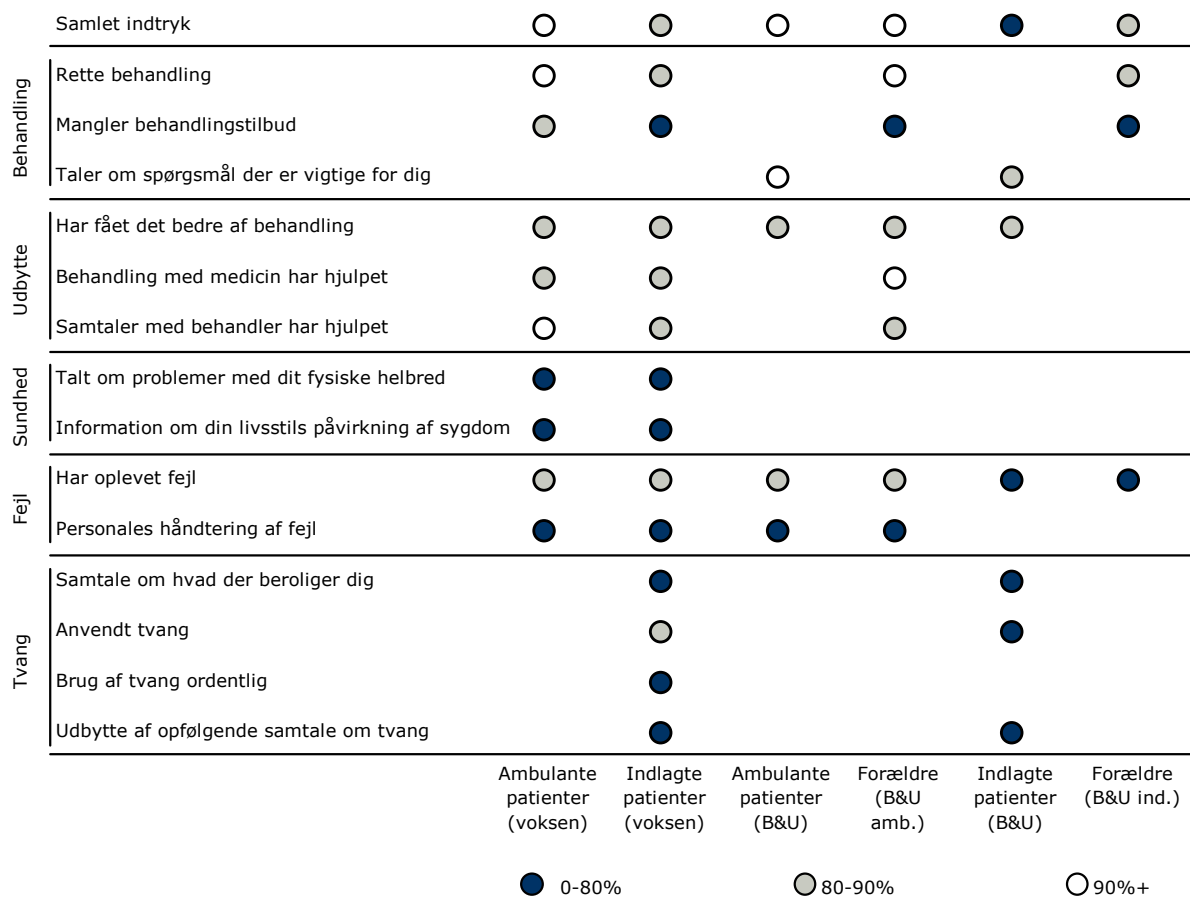 Samlet indtryk
Behandling
Rette behandling
Mangler behandlingstilbud
Taler om spørgsmål der er vigtige for dig
Udbytte
Har fået det bedre af behandling
Behandling med medicin har hjulpet
Samtaler med behandler har hjulpet
Sundhed
Talt om problemer med dit fysiske helbred
Information om din livsstils påvirkning af sygdom
Fejl
Har oplevet fejl
Personales håndtering af fejl
Tvang
Samtale om hvad der beroliger dig
Anvendt tvang
Brug af tvang ordentlig
Udbytte af opfølgende samtale om tvang
Ambulante
patienter
(voksen)
Indlagte
patienter
(voksen)
Ambulante
patienter
(B&U)
Forældre
(B&U
amb.)
Indlagte
patienter
(B&U)
Forældre
(B&U ind.)
0-80%
80-90%
90%+